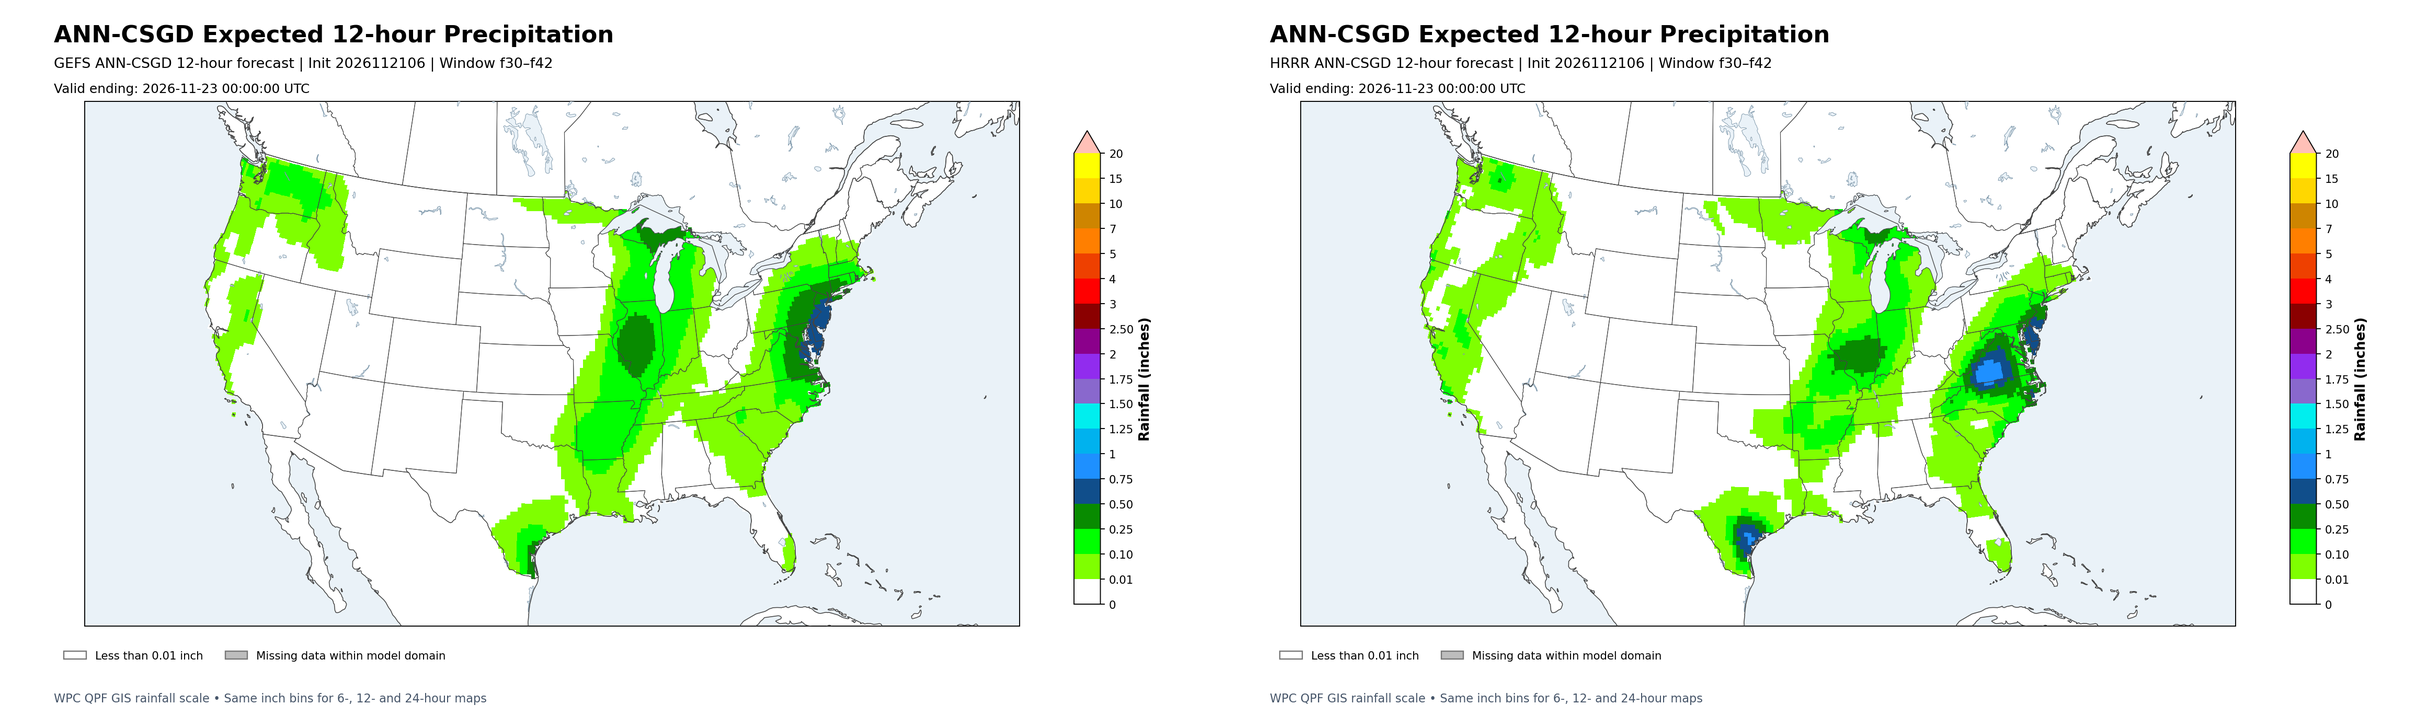 ANN-CSGD Expected 12-hour Precipitation
GEFS ANN-CSGD 12-hour forecast | Init 2026112106 | Window f30–f42
Valid ending: 2026-11-23 00:00:00 UTC
20
15
10
7
5
4
3
2.50
2
1.75
1.50
1.25
1
0.75
0.50
0.25
0.10
0.01
0
Rainfall (inches)
Less than 0.01 inch
Missing data within model domain
WPC QPF GIS rainfall scale • Same inch bins for 6-, 12- and 24-hour maps
ANN-CSGD Expected 12-hour Precipitation
HRRR ANN-CSGD 12-hour forecast | Init 2026112106 | Window f30–f42
Valid ending: 2026-11-23 00:00:00 UTC
20
15
10
7
5
4
3
2.50
2
1.75
1.50
1.25
1
0.75
0.50
0.25
0.10
0.01
0
Rainfall (inches)
Less than 0.01 inch
Missing data within model domain
WPC QPF GIS rainfall scale • Same inch bins for 6-, 12- and 24-hour maps